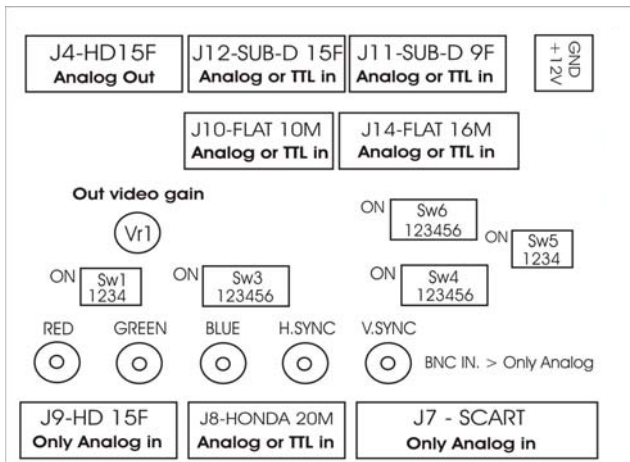 J4-HD15F
Analog Out
J12-SUB-D 15F
Analog or TTL in
J11-SUB-D 9F
Analog or TTL in
GND
+12V
J10-FLAT 10M
Analog or TTL in
J14-FLAT 16M
Analog or TTL in
Out video gain
Vr1
ON
Sw6
123456
ON
Sw5
1234
ON
Sw1
1234
ON
Sw3
123456
ON
Sw4
123456
RED
GREEN
BLUE
H.SYNC
V.SYNC
BNC IN. > Only Analog
J9-HD 15F
Only Analog in
J8-HONDA 20M
Analog or TTL in
J7 - SCART
Only Analog in